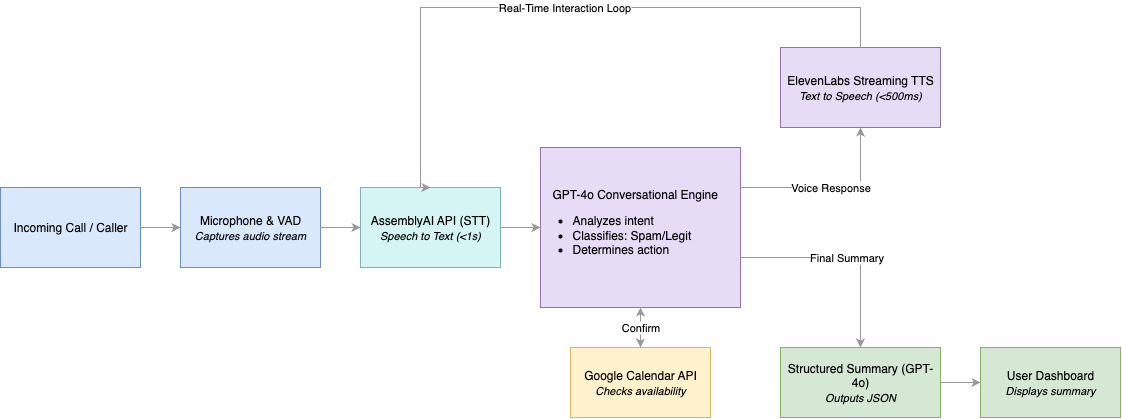 Real-Time Interaction Loop
ElevenLabs Streaming TTS
Text to Speech (<500ms)
Incoming Call / Caller
Microphone & VAD
Captures audio stream
AssemblyAI API (STT)
Speech to Text (<1s)
GPT-4o Conversational Engine
• Analyzes intent
• Classifies: Spam/Legit
• Determines action
Voice Response
Final Summary
Confirm
Google Calendar API
Checks availability
Structured Summary (GPT-
4o)
Outputs JSON
User Dashboard
Displays summary